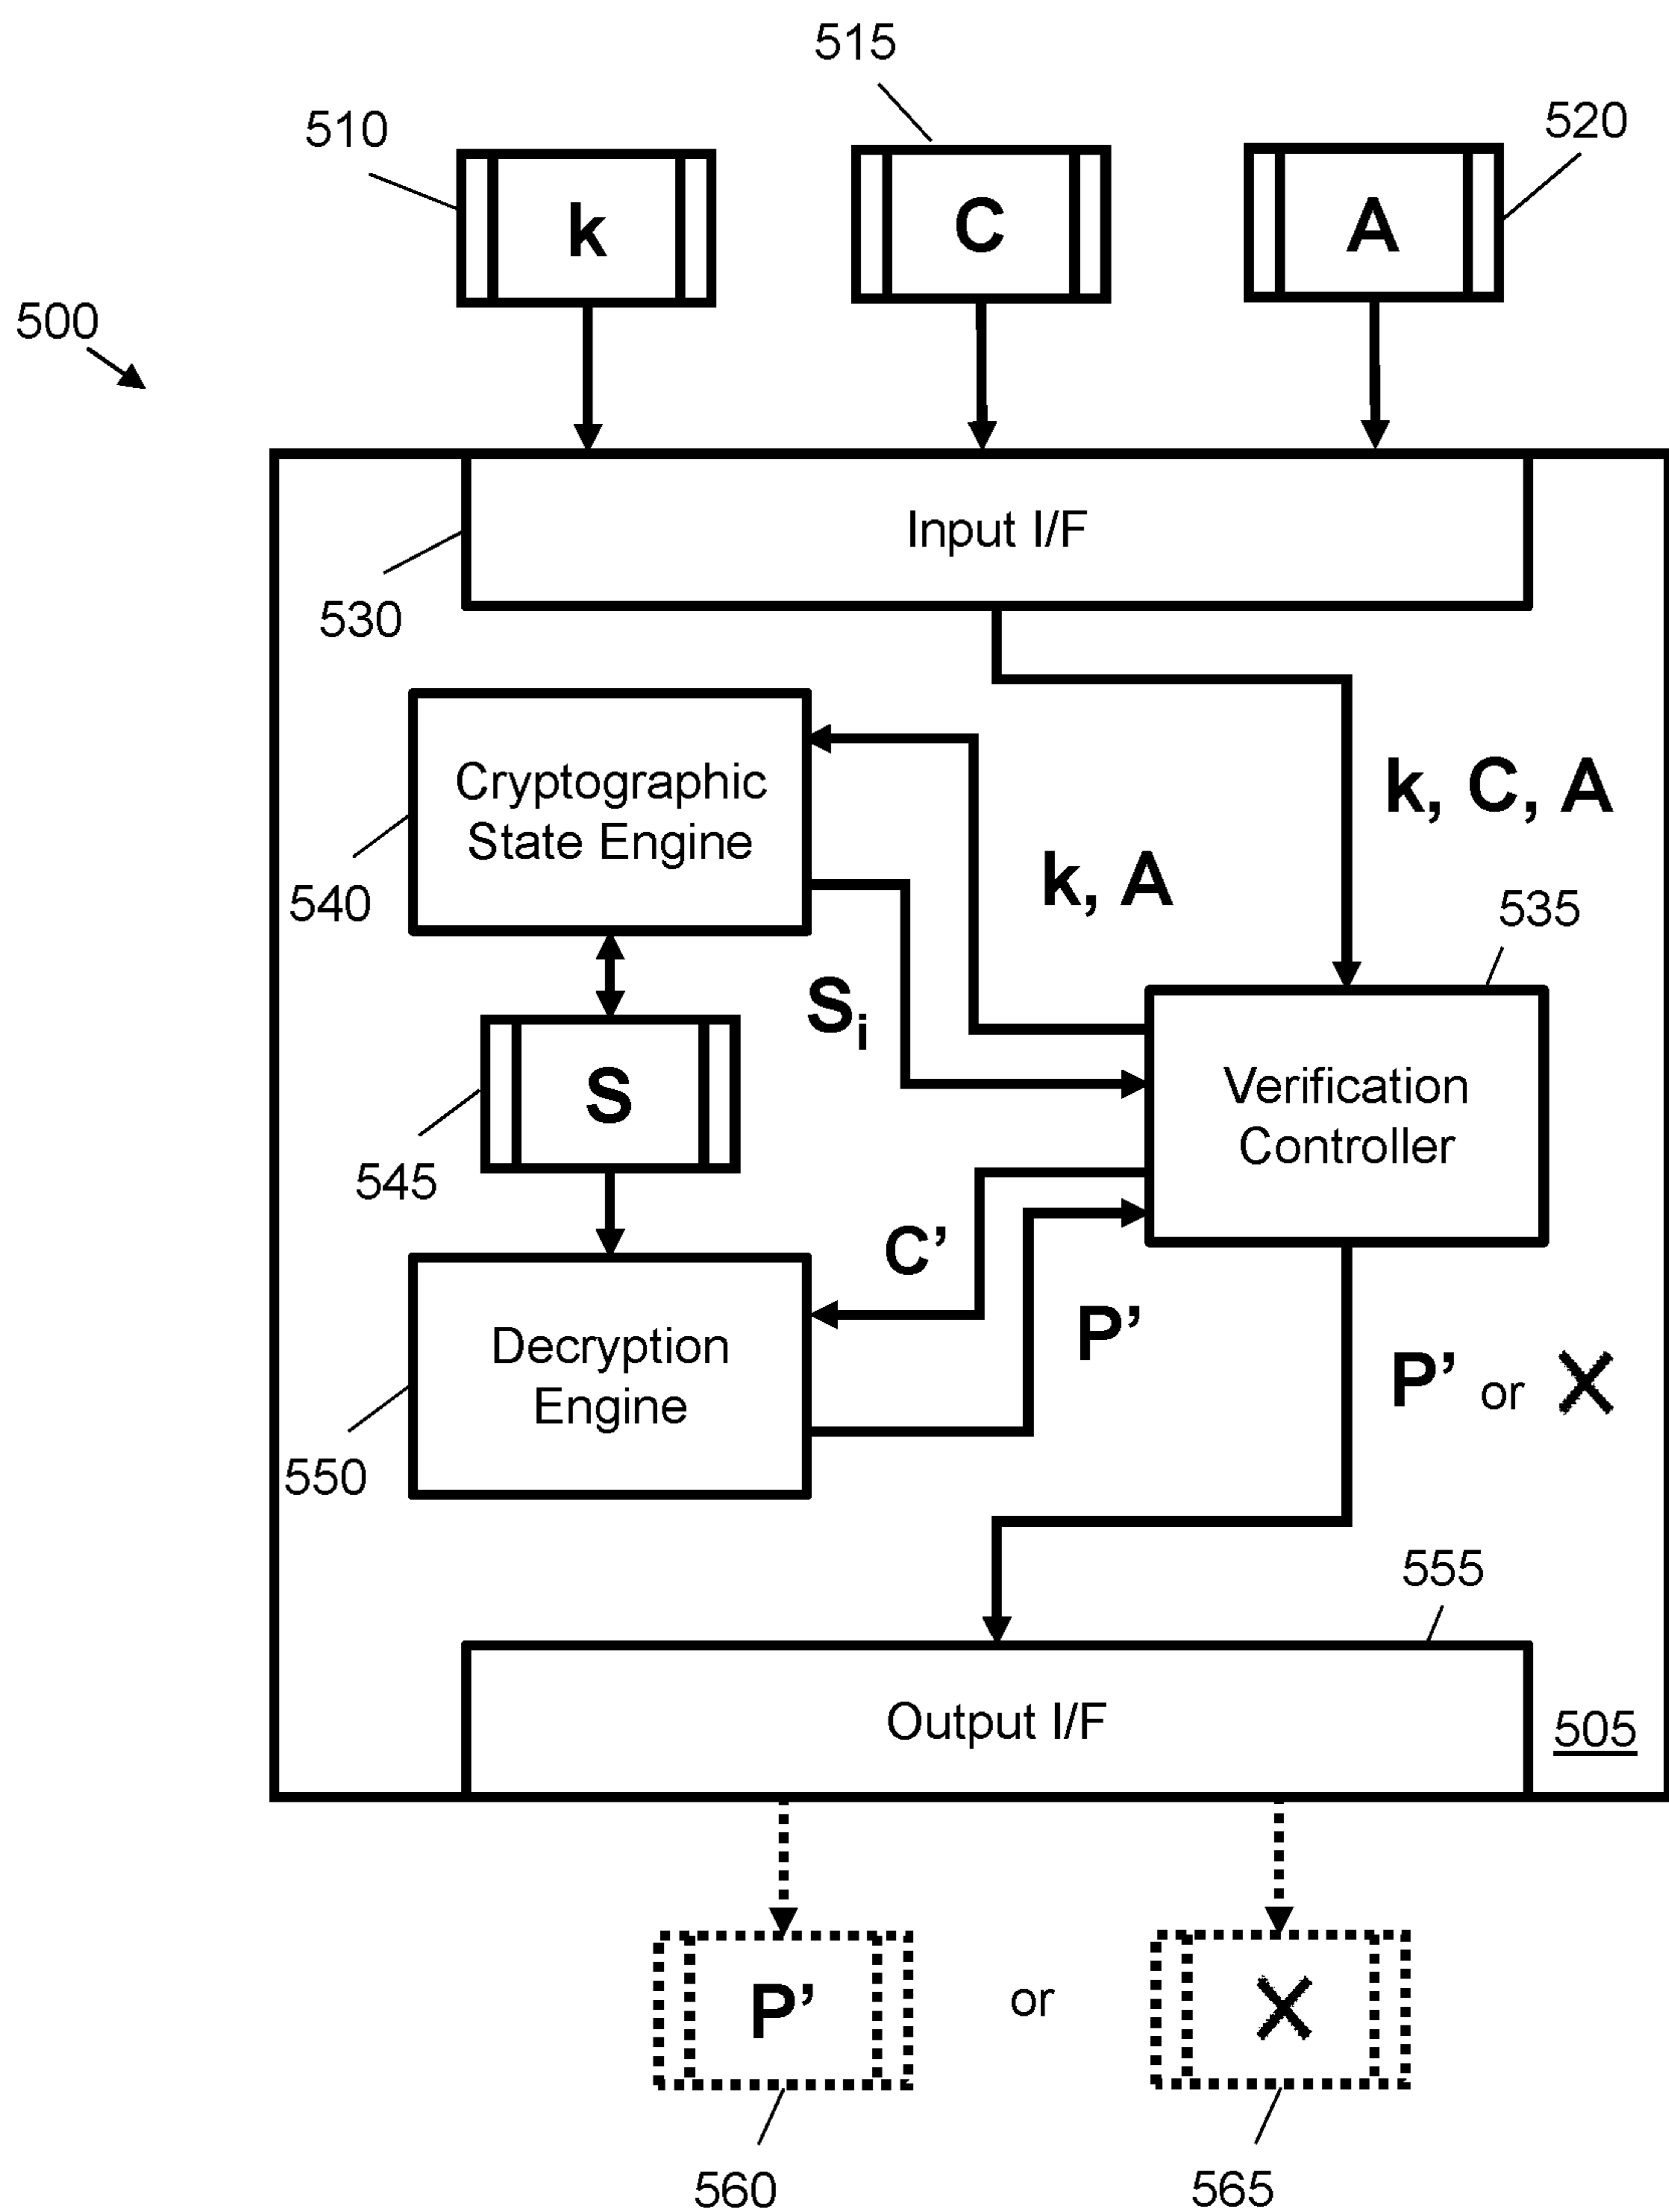 515
510
520
k
C
A
500
Input I/F
530
Cryptographic
State Engine
k, C, A
k, A
540
535
Si
S
Verification
Controller
545
C’
P’
Decryption
Engine
P’ or X
550
555
Output I/F
505
P’
or
X
560
565